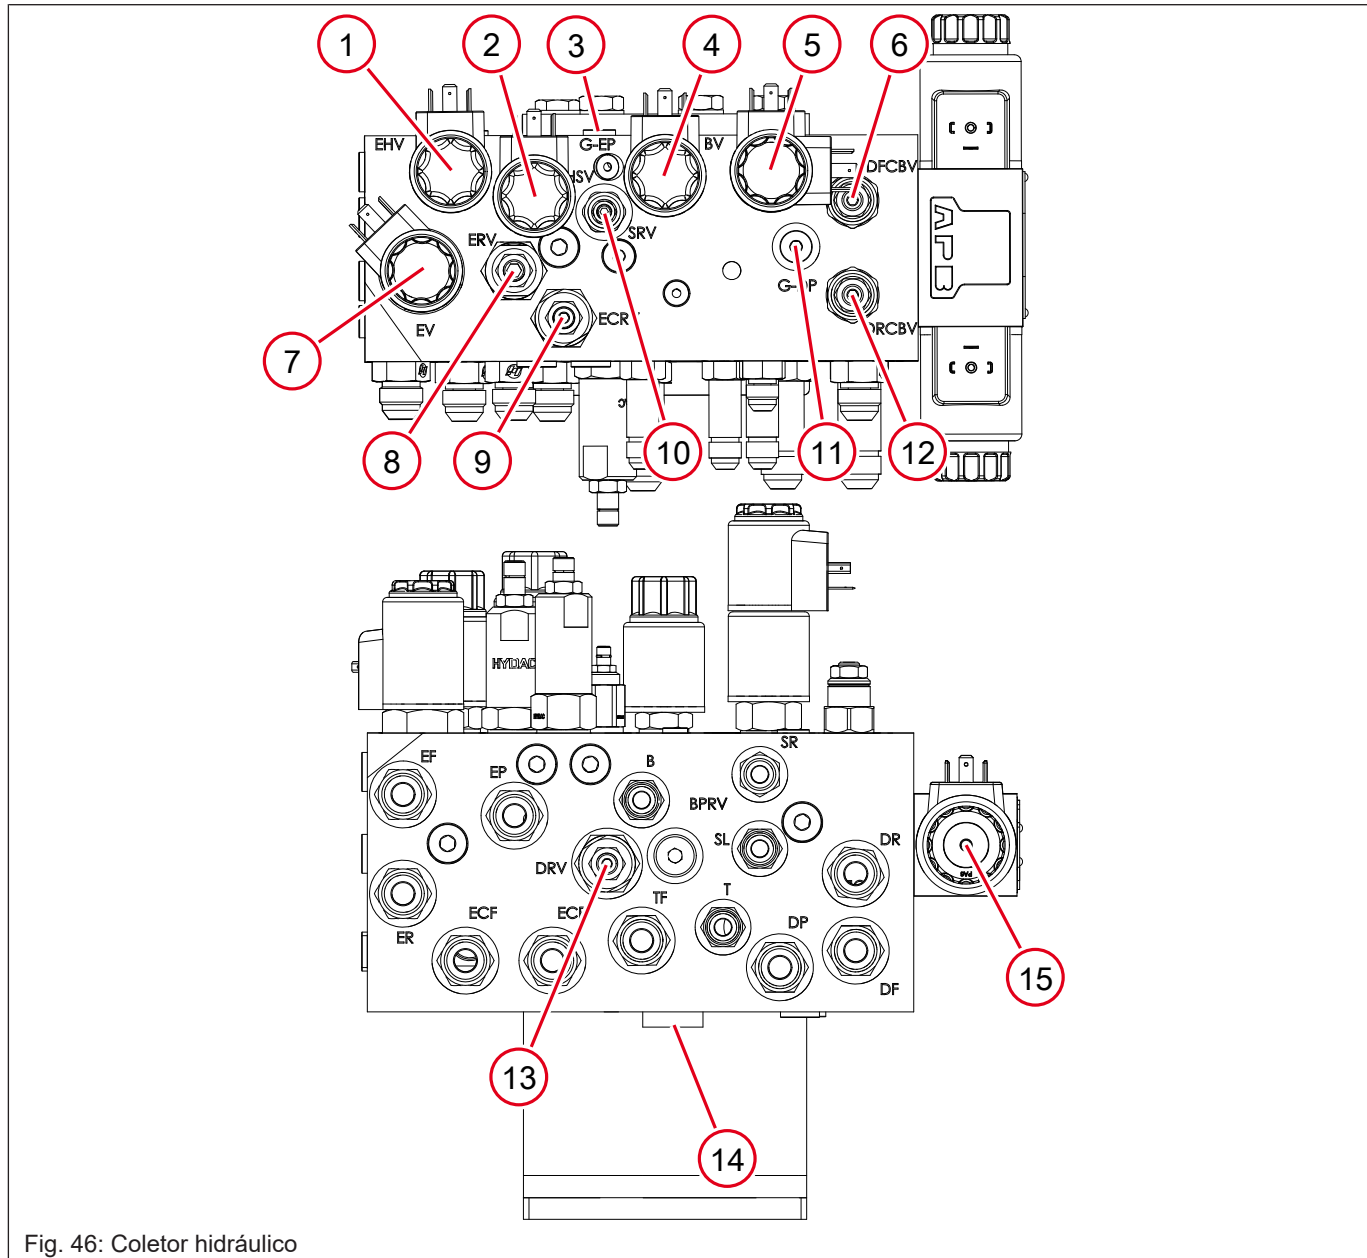 1
2
3
4
5
6
EHV
G-EP
BV
DFCBV
HSV
ERV
SRV
G-DP
EV
DRCBV
APB
7
8
9
10
11
12
HYDAC
EF
EP
B
SR
BPRV
SL
DR
DRV
ECF
TF
T
DP
ER
DF
13
14
15
Fig. 46: Coletor hidráulico